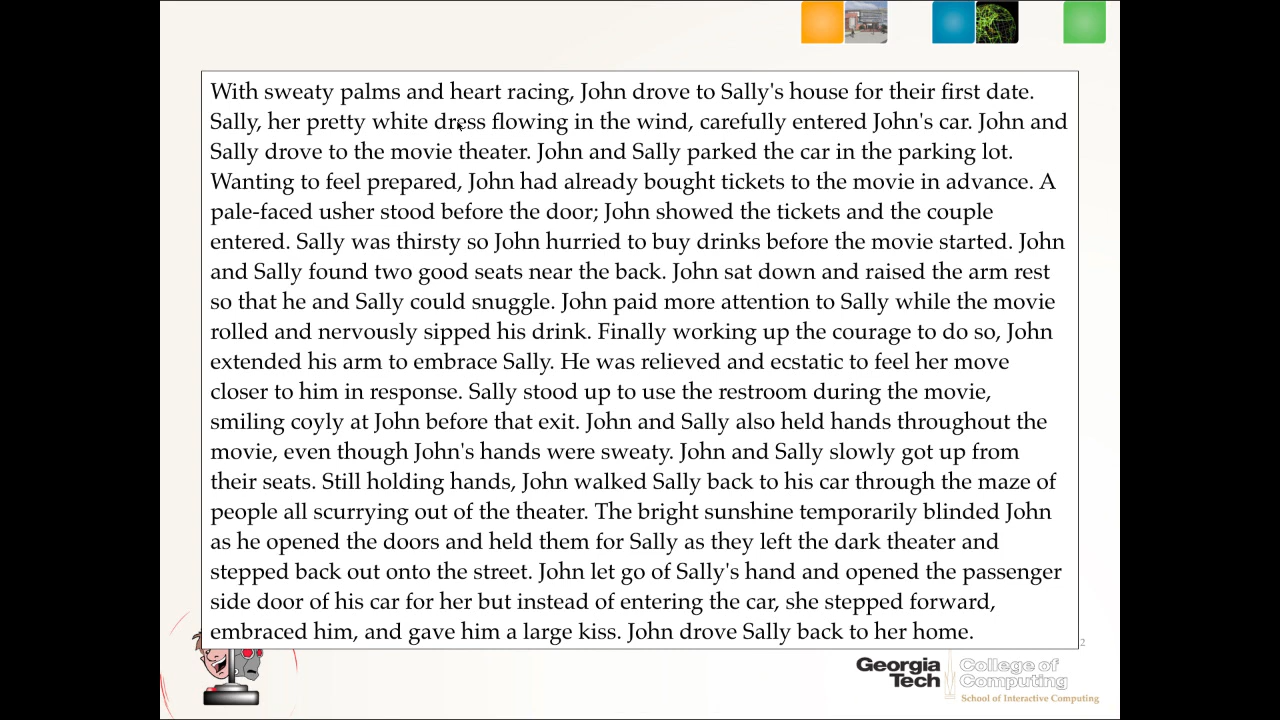 With sweaty palms and heart racing, John drove to Sally's house for their first date.
Sally, her pretty white dress flowing in the wind, carefully entered John's car. John and
Sally drove to the movie theater. John and Sally parked the car in the parking lot.
Wanting to feel prepared, John had already bought tickets to the movie in advance. A
pale-faced usher stood before the door; John showed the tickets and the couple
entered. Sally was thirsty so John hurried to buy drinks before the movie started. John
and Sally found two good seats near the back. John sat down and raised the arm rest
so that he and Sally could snuggle. John paid more attention to Sally while the movie
rolled and nervously sipped his drink. Finally working up the courage to do so, John
extended his arm to embrace Sally. He was relieved and ecstatic to feel her move
closer to him in response. Sally stood up to use the restroom during the movie,
smiling coyly at John before that exit. John and Sally also held hands throughout the
movie, even though John's hands were sweaty. John and Sally slowly got up from
their seats. Still holding hands, John walked Sally back to his car through the maze of
people all scurrying out of the theater. The bright sunshine temporarily blinded John
as he opened the doors and held them for Sally as they left the dark theater and
stepped back out onto the street. John let go of Sally's hand and opened the passenger
side door of his car for her but instead of entering the car, she stepped forward,
embraced him, and gave him a large kiss. John drove Sally back to her home.
2
Georgia Tech
College of Computing
School of Interactive Computing